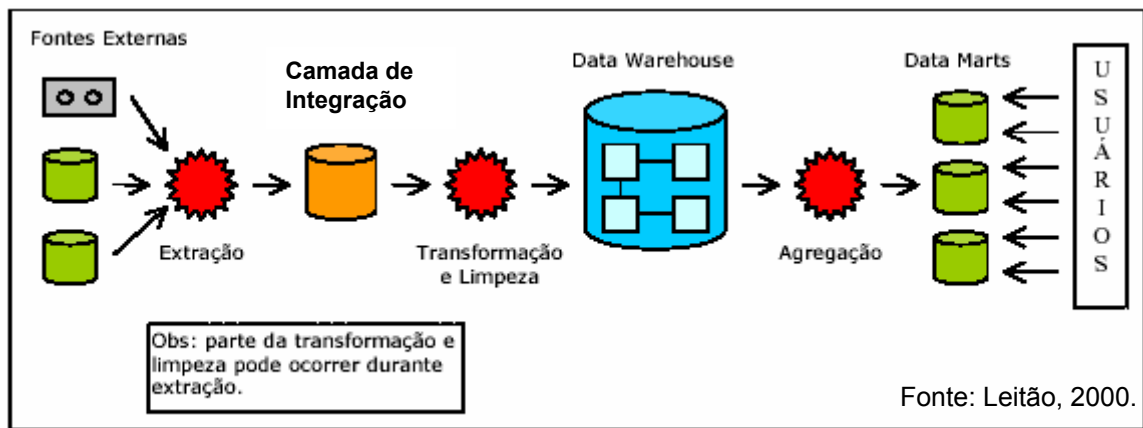 Fontes Externas
Camada de
Integração
Data Warehouse
Data Marts
Extração
Transformação
e Limpeza
Agregação
USUÁRIOS
Obs: parte da transformação e
limpeza pode ocorrer durante
extração.
Fonte: Leitão, 2000.